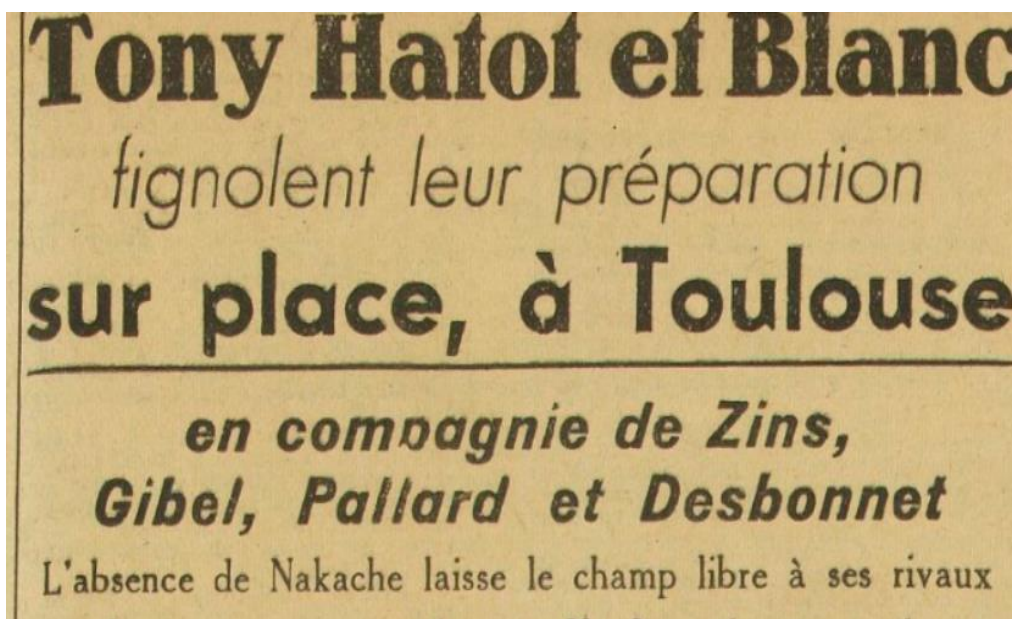 Tony Hatot et Blanc
fignolent leur préparation
sur place, à Toulouse
en compagnie de Zins,
Gibel, Pallard et Desbonnet
L'absence de Nakache laisse le champ libre à ses rivaux